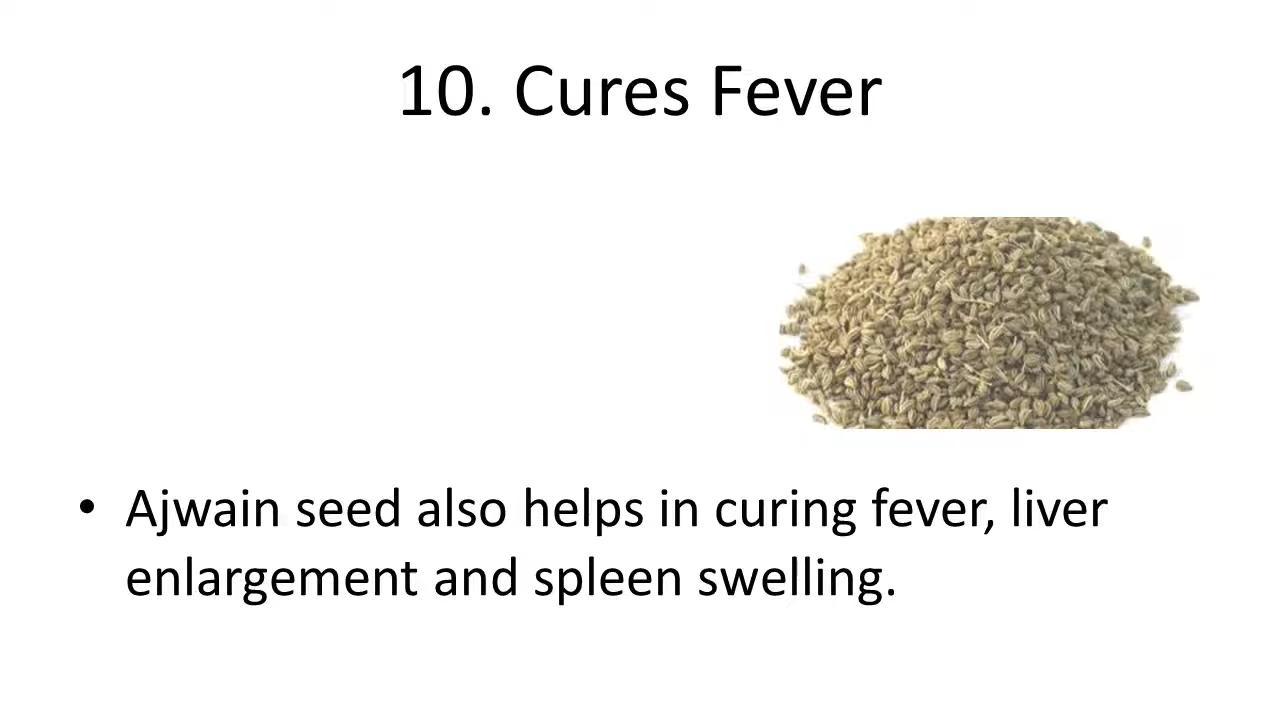 10. Cures Fever
• Ajwain seed also helps in curing fever, liver
enlargement and spleen swelling.